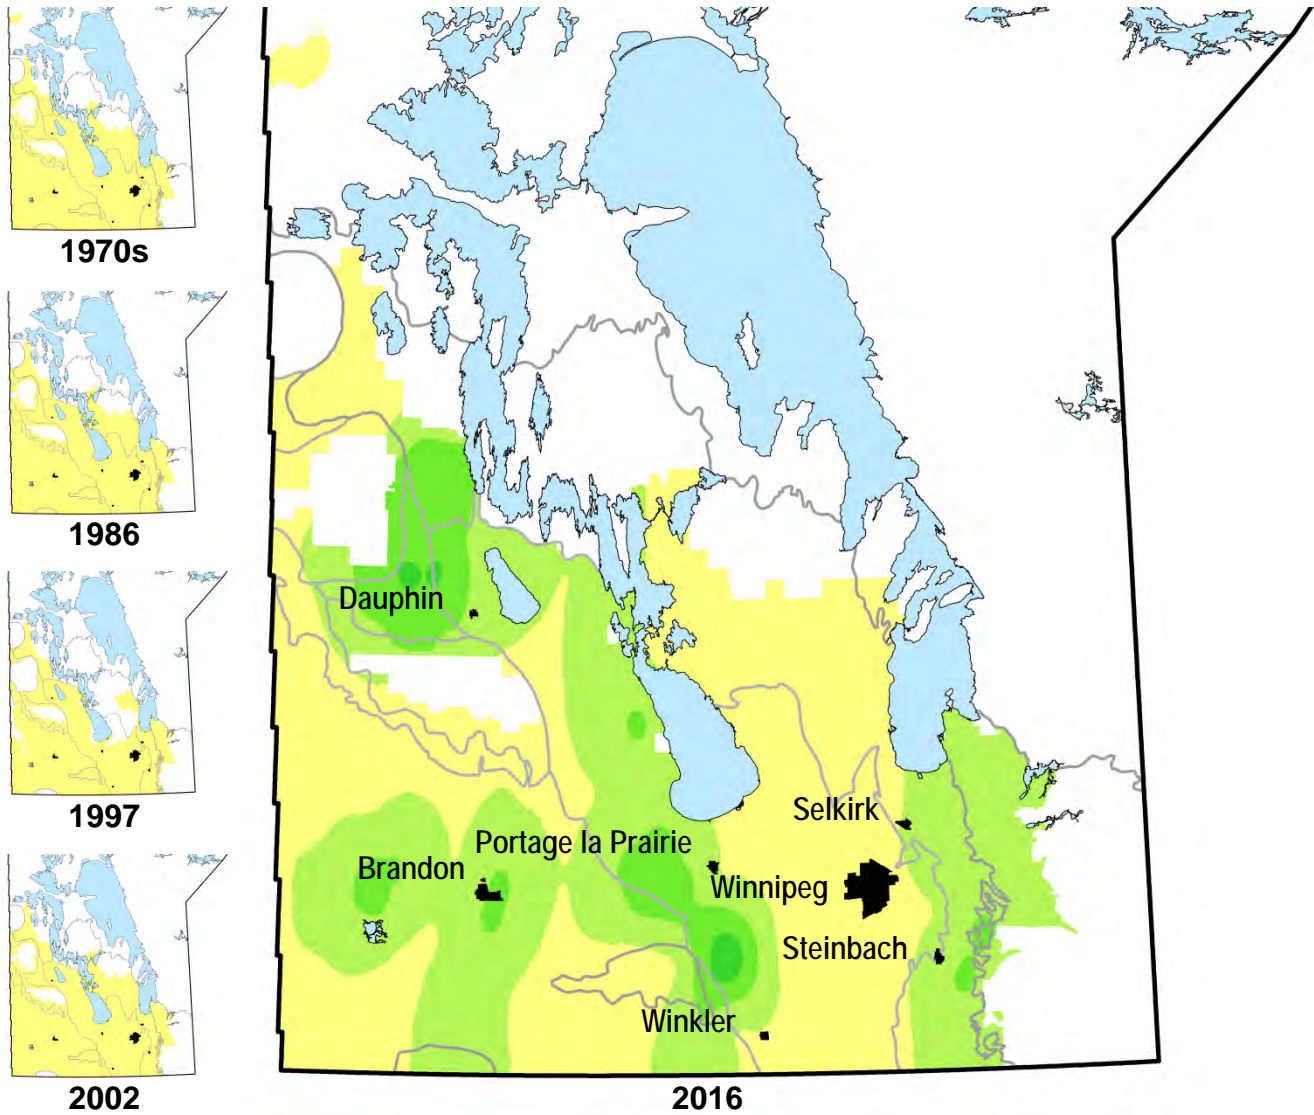 1970s
1986
1997
2002
Dauphin
Selkirk
Portage la Prairie
Brandon
Winnipeg
Steinbach
Winkler
2016